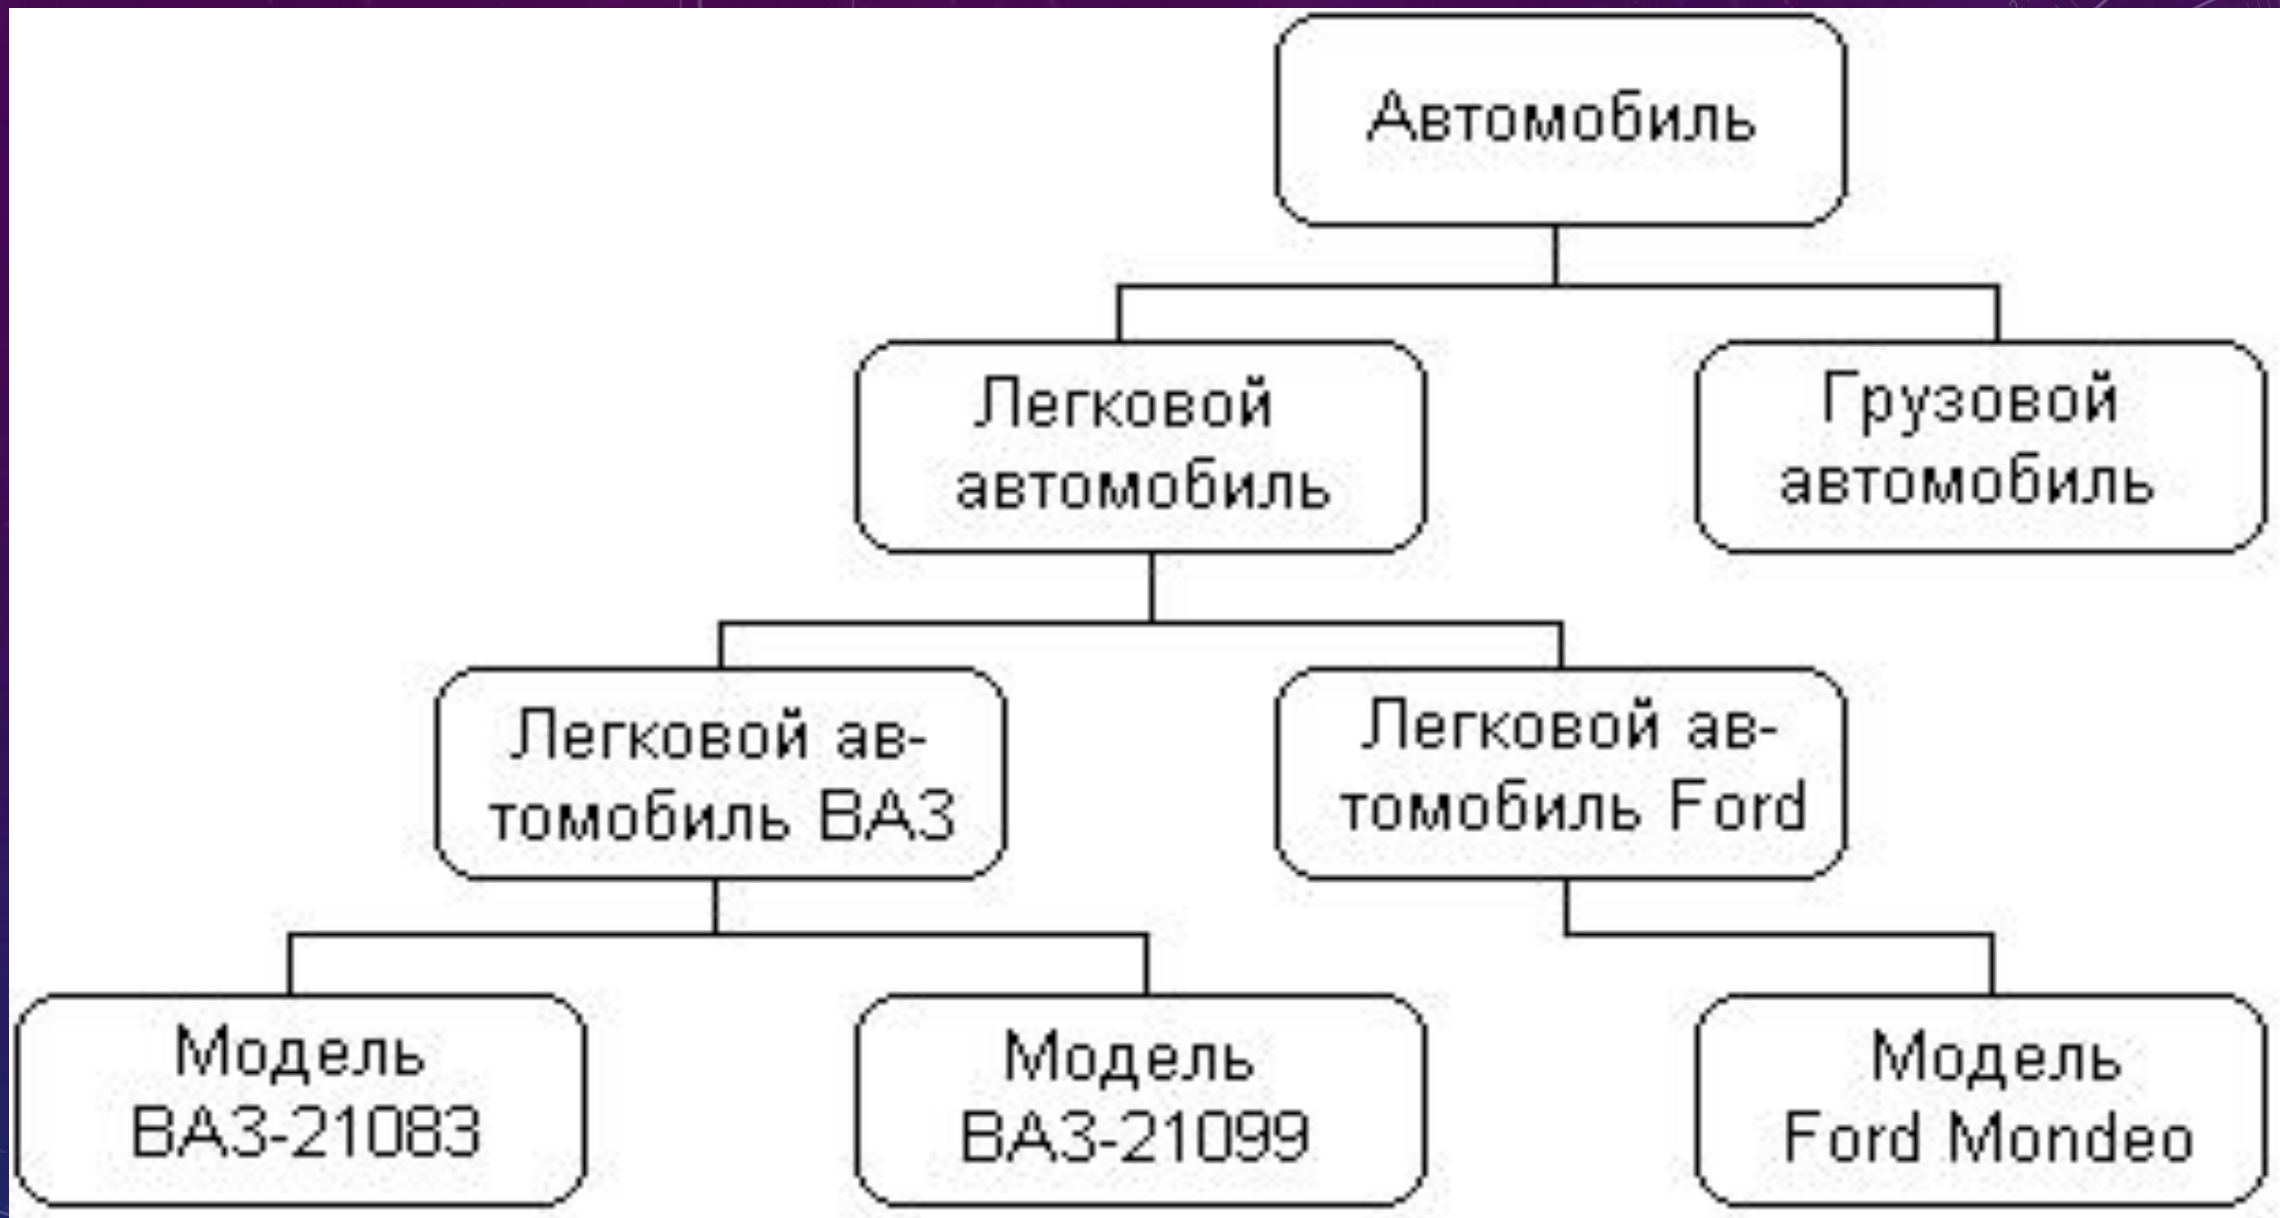 Автомобиль
Легковой
автомобиль
Грузовой
автомобиль
Легковой ав-
томобиль ВАЗ
Легковой ав-
томобиль Ford
Модель
ВАЗ-21083
Модель
ВАЗ-21099
Модель
Ford Mondeo